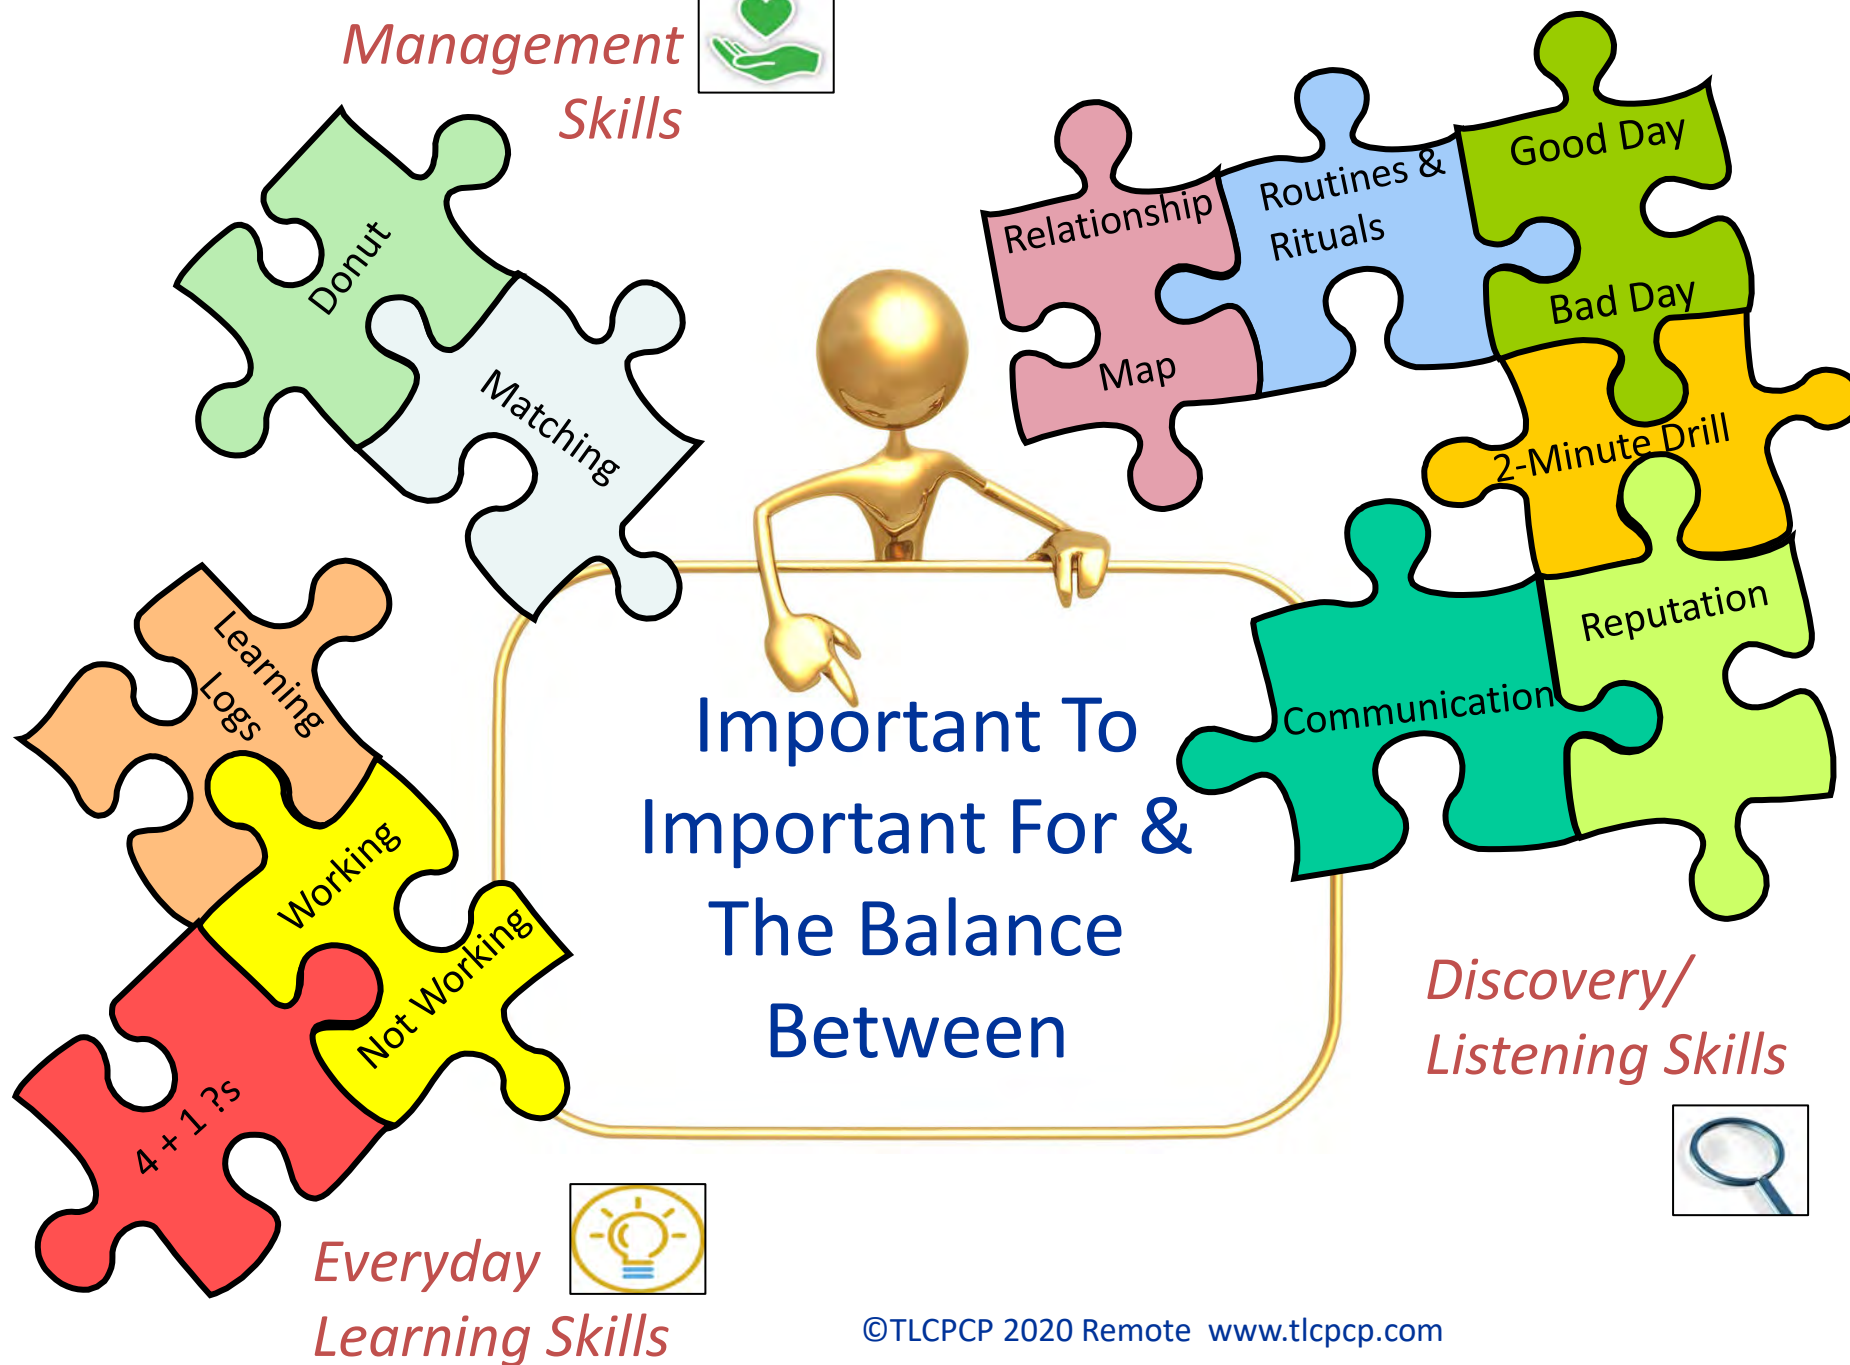 Management
Skills
Donut
Matching
Relationship
Map
Routines &
Rituals
Good Day
Bad Day
2-Minute Drill
Reputation
Communication
Learning
Logs
Working
Not Working
4 + 1 ?s
Important To
Important For &
The Balance
Between
Discovery/
Listening Skills
Everyday
Learning Skills
©TLCPCP 2020 Remote www.tlcpcp.com